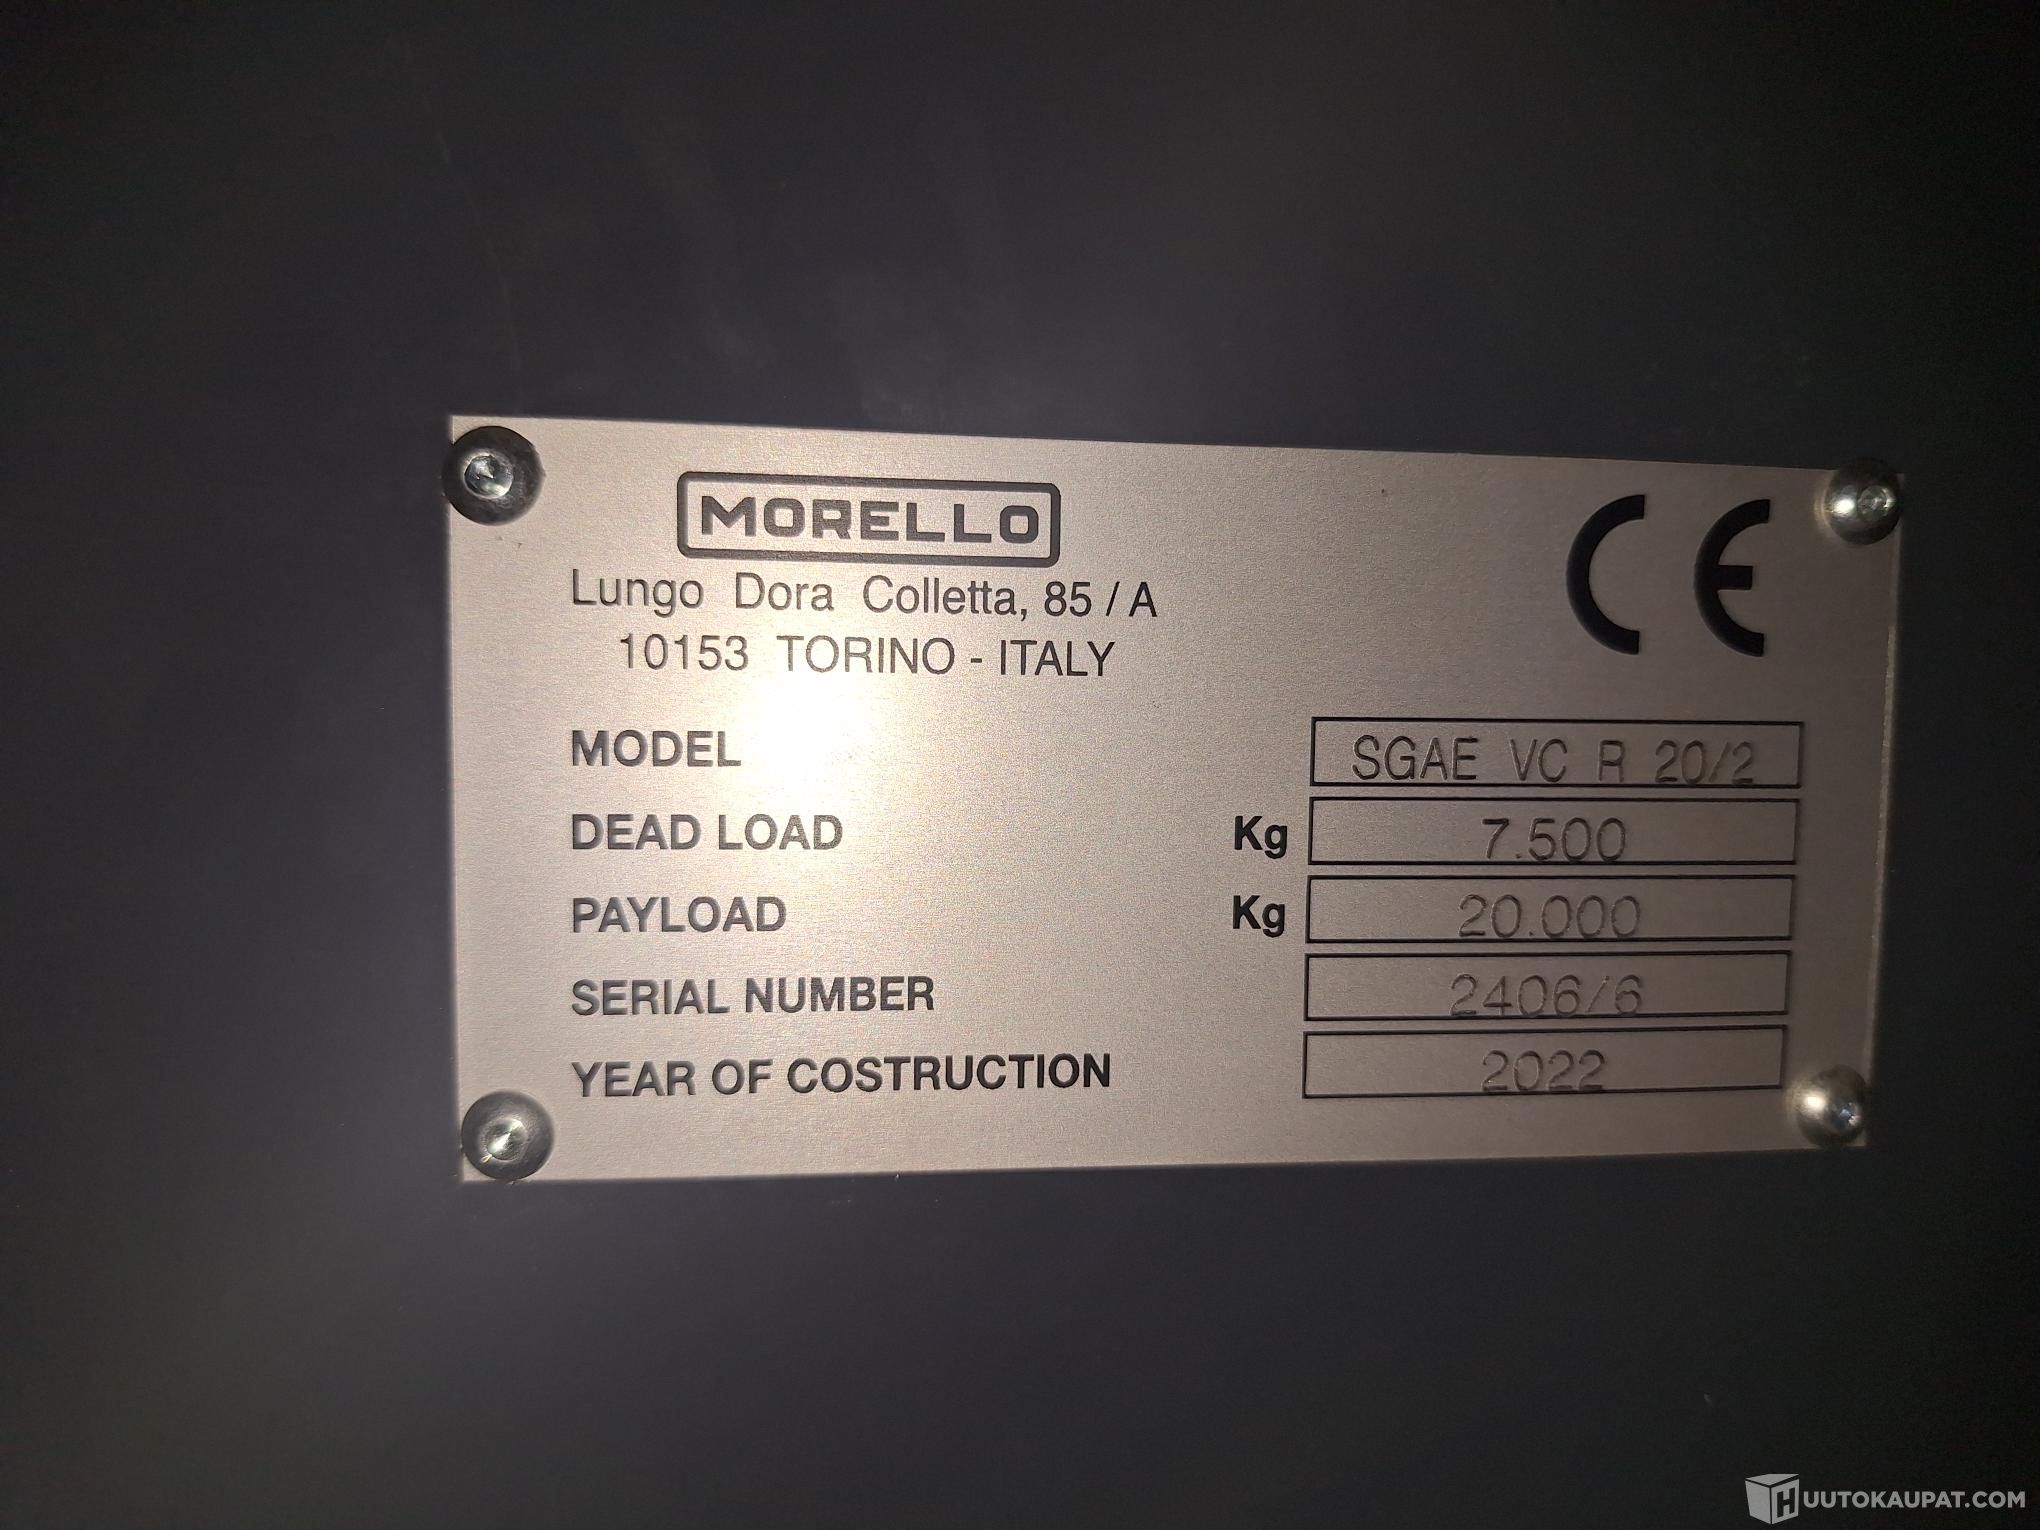 MORELLO
CE
Lungo Dora Colletta, 85 / A
10153 TORINO - ITALY
MODEL SGAE VC R 20/2
DEAD LOAD Kg 7.500
PAYLOAD Kg 20.000
SERIAL NUMBER 2406/6
YEAR OF COSTRUCTION 2022
HUUTOKAUPAT.COM